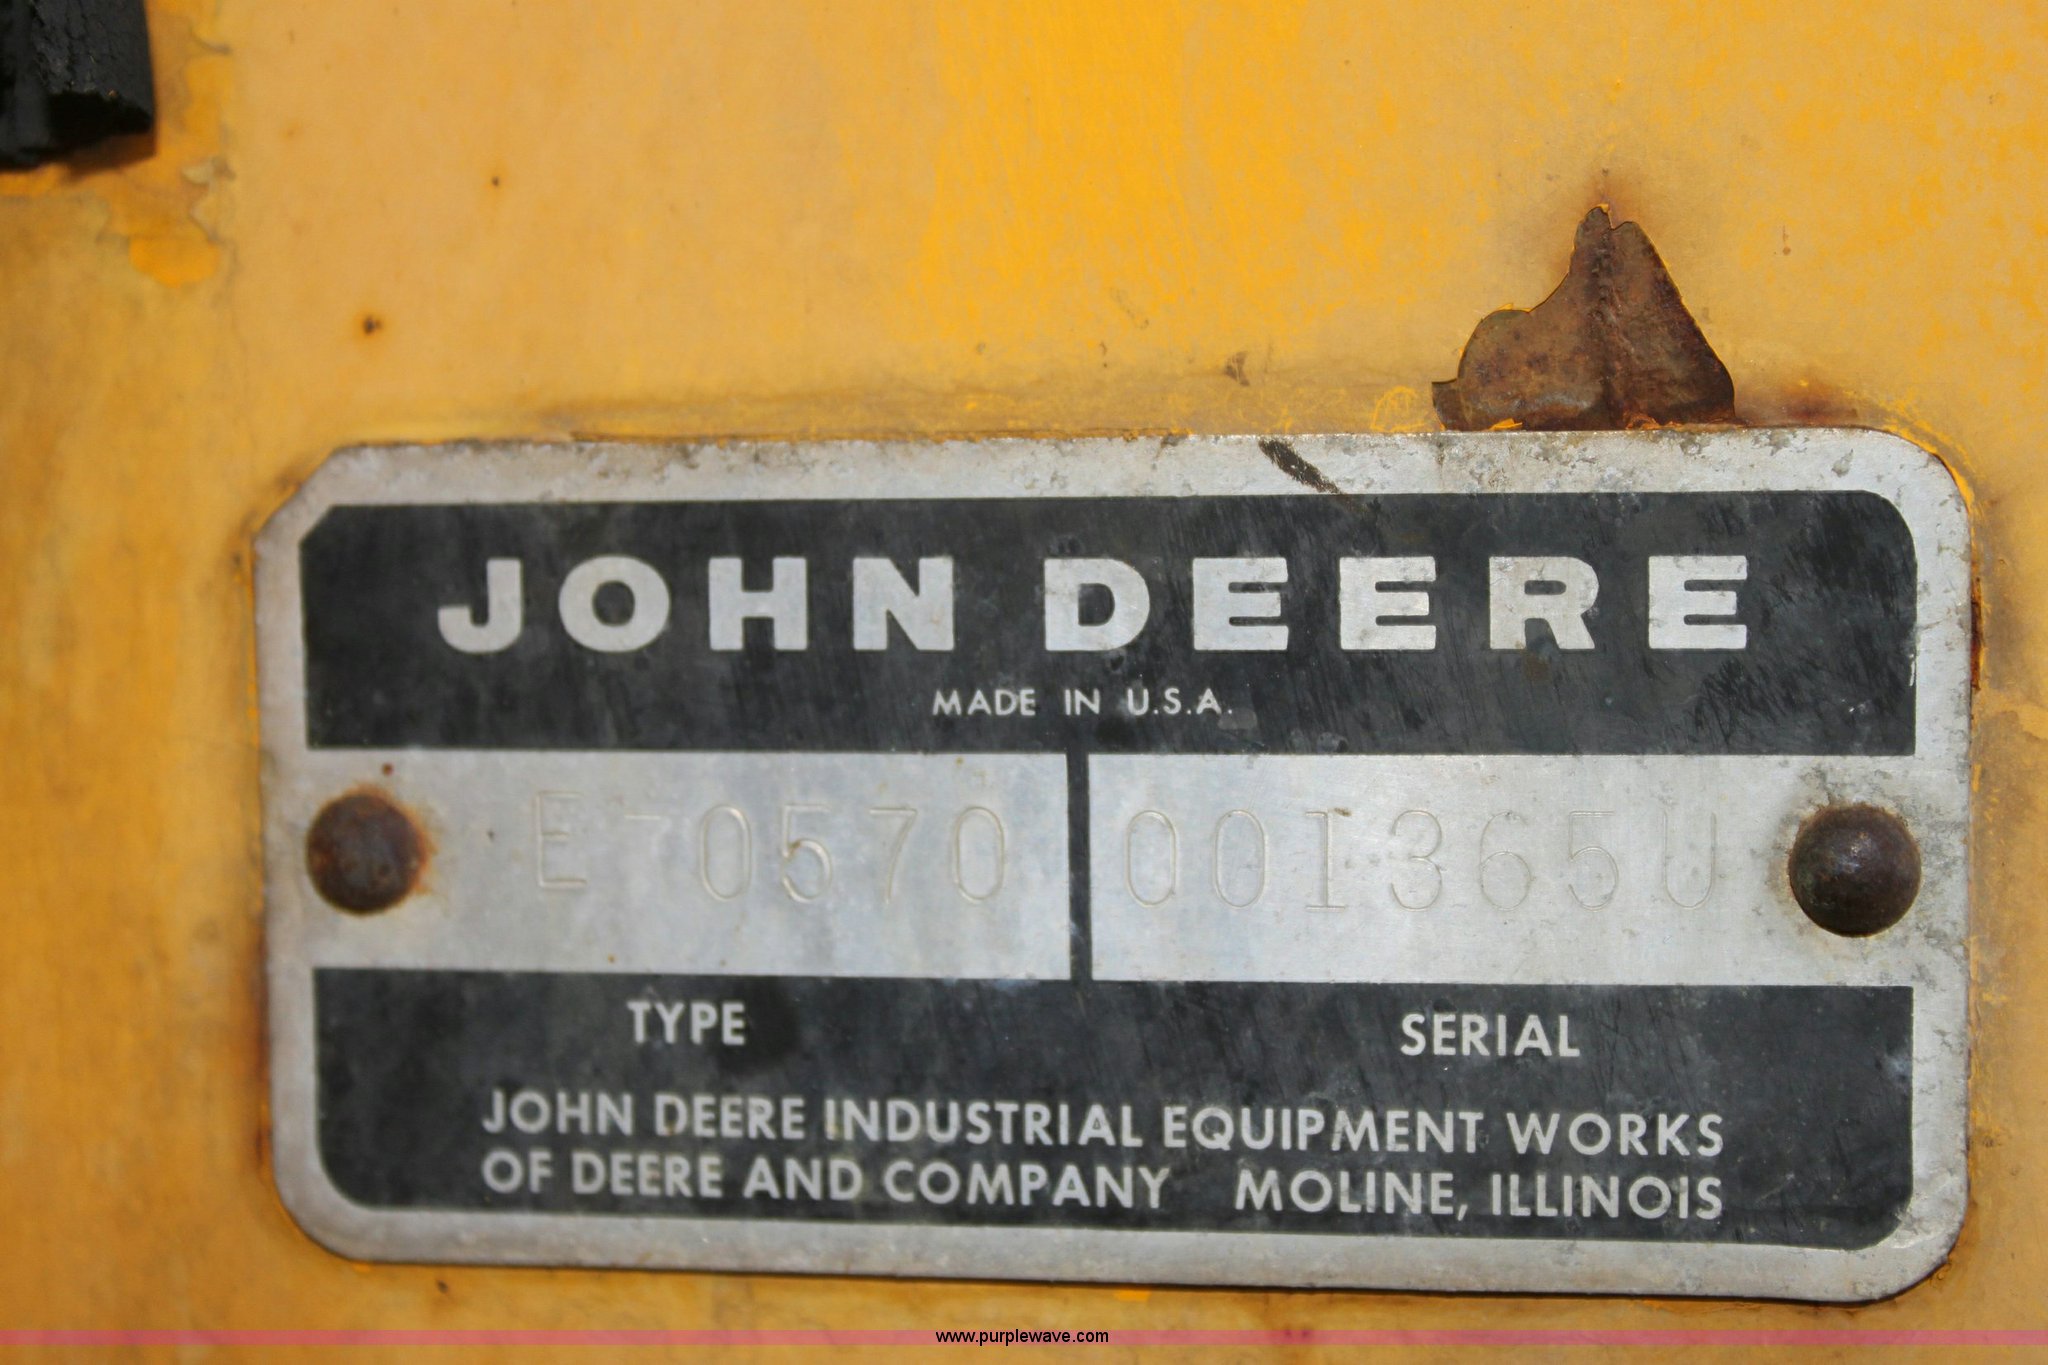 JOHN DEERE
MADE IN U.S.A.
E-0570 001365U
TYPE SERIAL
JOHN DEERE INDUSTRIAL EQUIPMENT WORKS
OF DEERE AND COMPANY MOLINE, ILLINOIS
www.purplewave.com